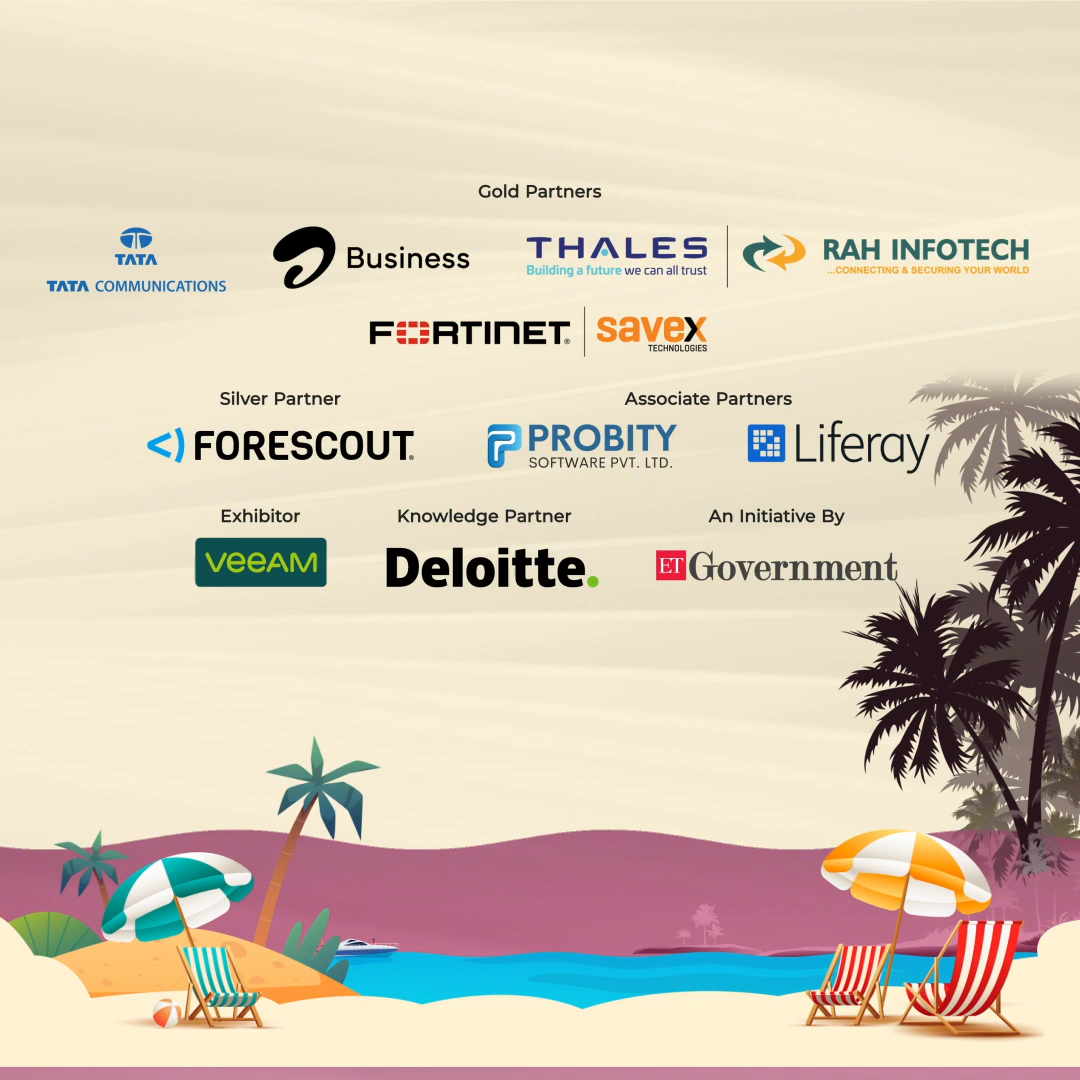 Gold Partners
TATA
TATA COMMUNICATIONS
Business
THALES
Building a future we can all trust
RAH INFOTECH
...CONNECTING & SECURING YOUR WORLD
FORTINET®
savex
TECHNOLOGIES
Silver Partner
Associate Partners
FORESCOUT®
PROBITY
SOFTWARE PVT. LTD.
Liferay
Exhibitor
Knowledge Partner
An Initiative By
veeAM
Deloitte.
ET Government